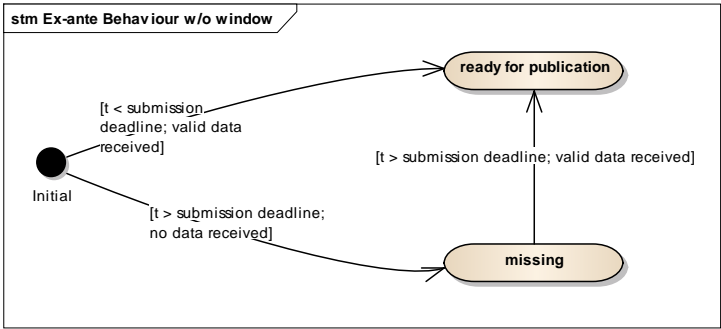 stm Ex-ante Behaviour w/o window
ready for publication
[t < submission
deadline; valid data
received]
[t > submission deadline; valid data received]
Initial
[t > submission deadline;
no data received]
missing